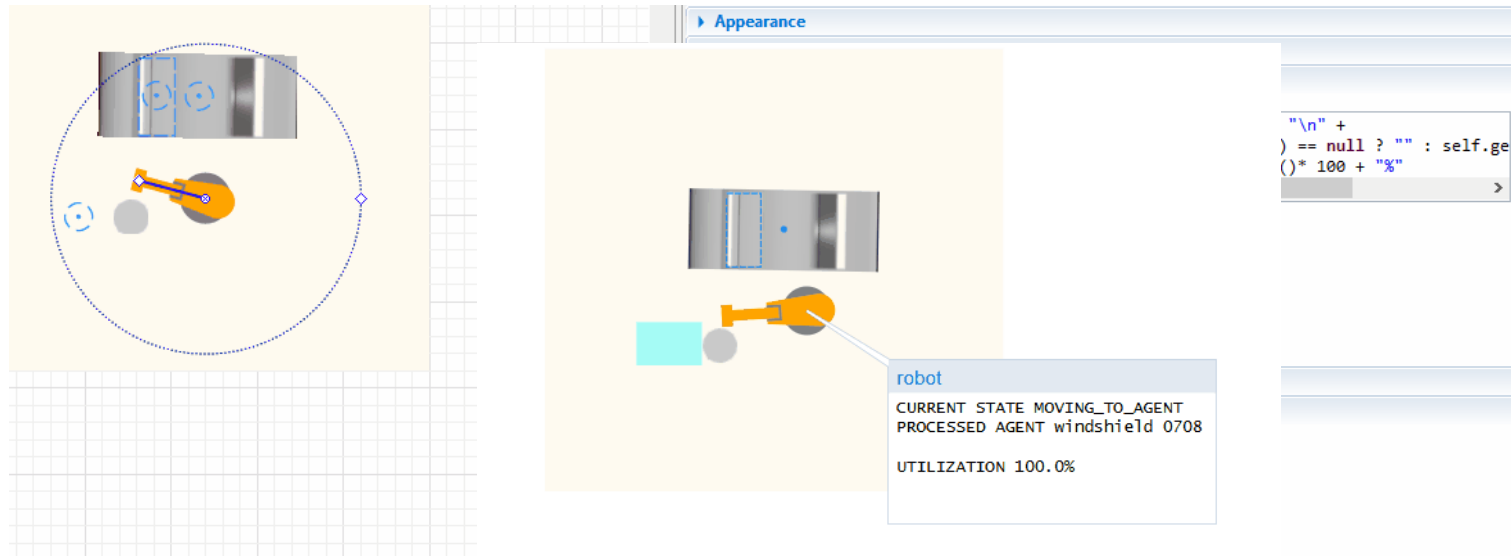 Appearance
"\n" +
) == null ? "" : self.ge
()* 100 + "%"
robot
CURRENT STATE MOVING_TO_AGENT
PROCESSED AGENT windshield 0708
UTILIZATION 100.0%